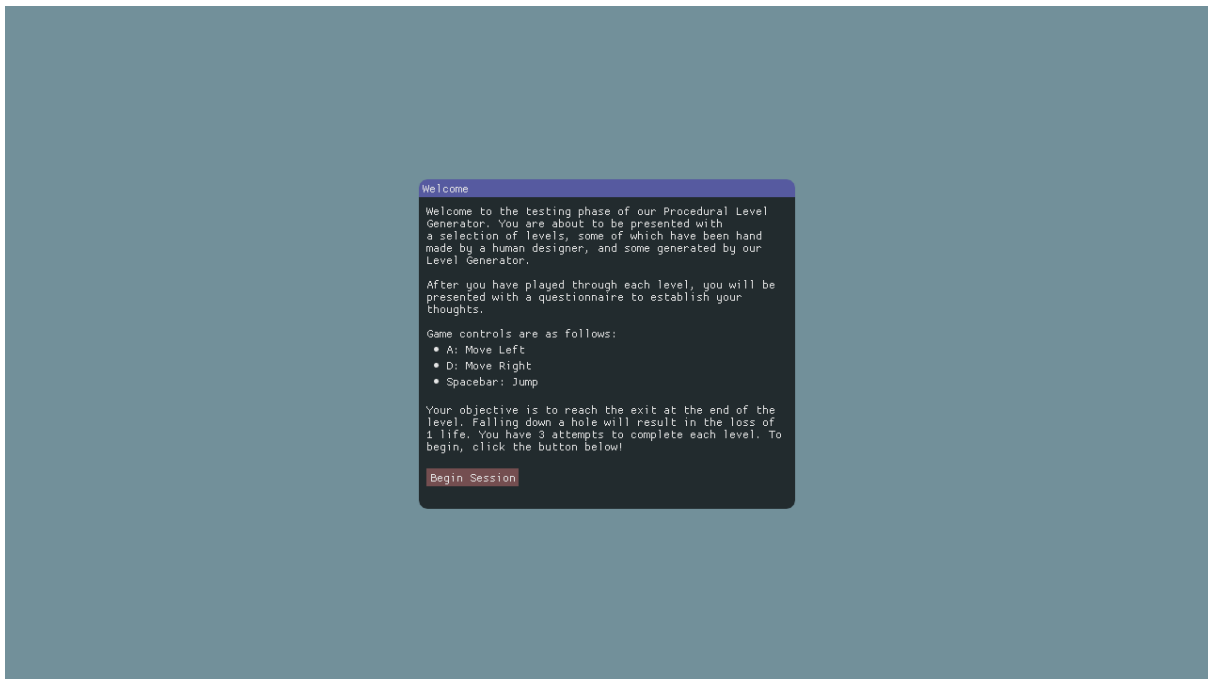 Welcome
Welcome to the testing phase of our Procedural Level
Generator. You are about to be presented with
a selection of levels, some of which have been hand
made by a human designer, and some generated by our
Level Generator.
After you have played through each level, you will be
presented with a questionnaire to establish your
thoughts.
Game controls are as follows:
• A: Move Left
• D: Move Right
• Spacebar: Jump
Your objective is to reach the exit at the end of the
level. Falling down a hole will result in the loss of
1 life. You have 3 attempts to complete each level. To
begin, click the button below!
Begin Session